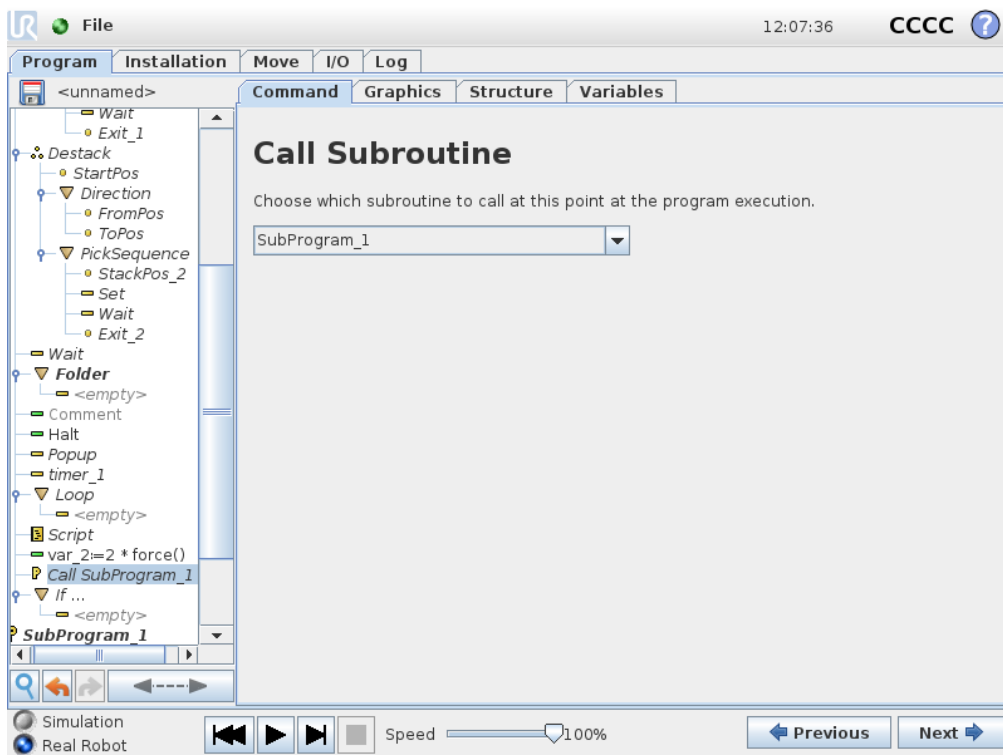 UR File 12:07:36 CCCC ?
Program Installation Move I/O Log
<unnamed> Command Graphics Structure Variables
Wait
Exit_1
Destack
StartPos
Direction
FromPos
ToPos
PickSequence
StackPos_2
Set
Wait
Exit_2
Wait
Folder
<empty>
Comment
Halt
Popup
timer_1
Loop
<empty>
Script
var_2:=2 * force()
Call SubProgram_1
If ...
<empty>
SubProgram_1
Call Subroutine
Choose which subroutine to call at this point at the program execution.
SubProgram_1
Simulation
Real Robot
Speed 100%
Previous Next